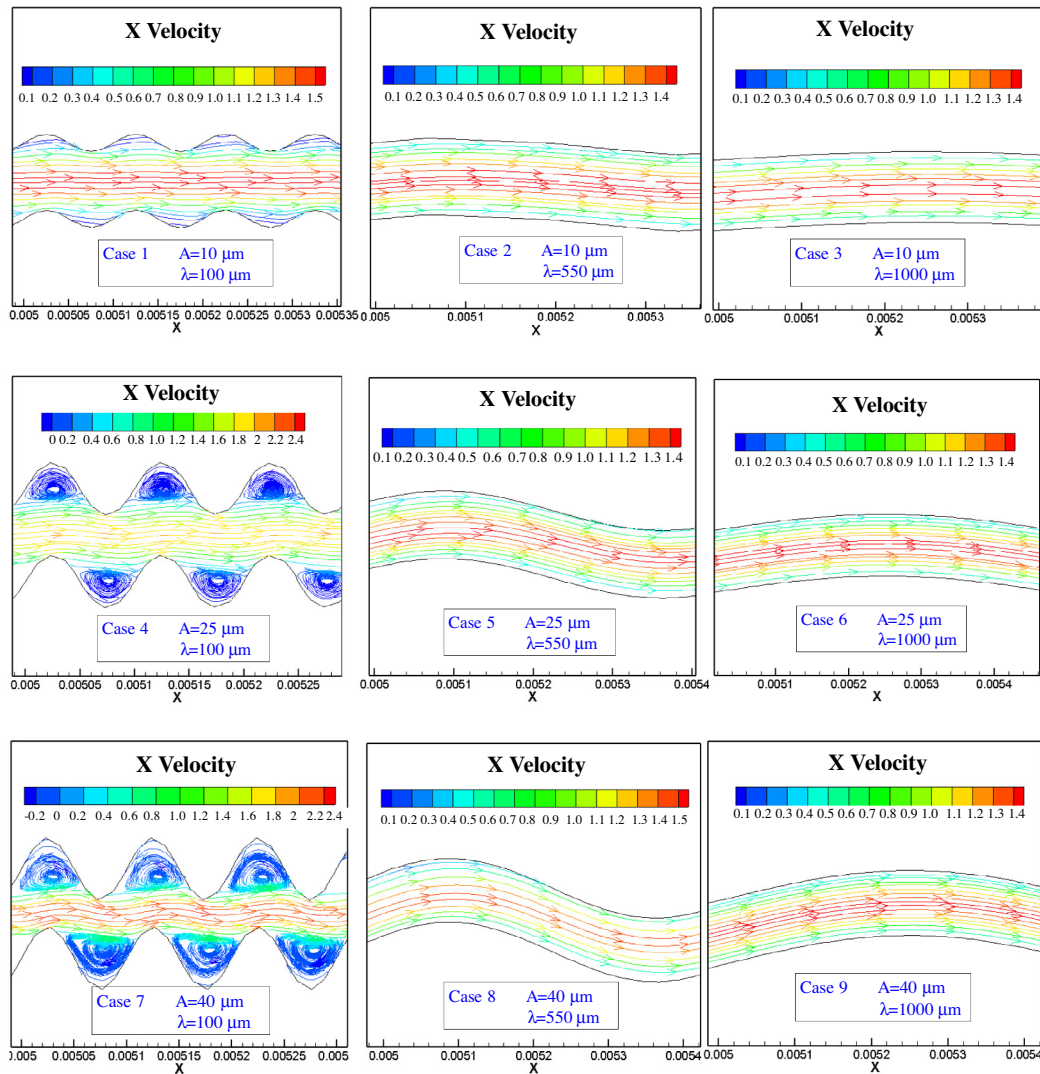 X Velocity
0.1 0.2 0.3 0.4 0.5 0.6 0.7 0.8 0.9 1.0 1.1 1.2 1.3 1.4 1.5
Case 1 A=10 μm
λ=100 μm
0.005 0.00505 0.0051 0.00515 0.0052 0.00525 0.0053 0.00535
X
X Velocity
0.1 0.2 0.3 0.4 0.5 0.6 0.7 0.8 0.9 1.0 1.1 1.2 1.3 1.4
Case 2 A=10 μm
λ=550 μm
0.005 0.0051 0.0052 0.0053
X
X Velocity
0.1 0.2 0.3 0.4 0.5 0.6 0.7 0.8 0.9 1.0 1.1 1.2 1.3 1.4
Case 3 A=10 μm
λ=1000 μm
0.005 0.0051 0.0052 0.0053
X
X Velocity
0 0.2 0.4 0.6 0.8 1.0 1.2 1.4 1.6 1.8 2 2.2 2.4
Case 4 A=25 μm
λ=100 μm
0.005 0.00505 0.0051 0.00515 0.0052 0.00525
X
X Velocity
0.1 0.2 0.3 0.4 0.5 0.6 0.7 0.8 0.9 1.0 1.1 1.2 1.3 1.4
Case 5 A=25 μm
λ=550 μm
0.005 0.0051 0.0052 0.0053 0.0054
X
X Velocity
0.1 0.2 0.3 0.4 0.5 0.6 0.7 0.8 0.9 1.0 1.1 1.2 1.3 1.4
Case 6 A=25 μm
λ=1000 μm
0.0051 0.0052 0.0053 0.0054
X
X Velocity
-0.2 0 0.2 0.4 0.6 0.8 1.0 1.2 1.4 1.6 1.8 2 2.2 2.4
Case 7 A=40 μm
λ=100 μm
0.005 0.00505 0.0051 0.00515 0.0052 0.00525
X
X Velocity
0.1 0.2 0.3 0.4 0.5 0.6 0.7 0.8 0.9 1.0 1.1 1.2 1.3 1.4 1.5
Case 8 A=40 μm
λ=550 μm
0.005 0.0051 0.0052 0.0053 0.0054
X
X Velocity
0.1 0.2 0.3 0.4 0.5 0.6 0.7 0.8 0.9 1.0 1.1 1.2 1.3 1.4
Case 9 A=40 μm
λ=1000 μm
0.005 0.0051 0.0052 0.0053 0.0054
X